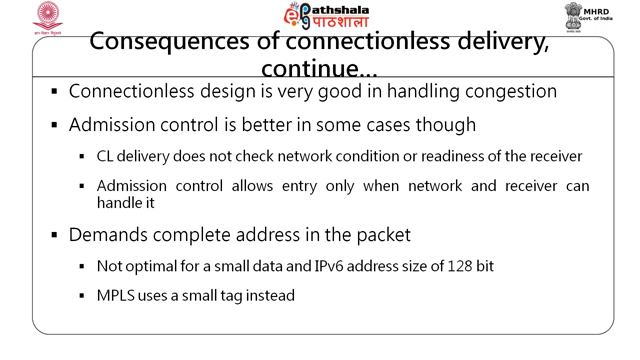 Pathshala
पाठशाला
MHRD
Govt. of India
Consequences of connectionless delivery,
continue...
▪ Connectionless design is very good in handling congestion
▪ Admission control is better in some cases though
▪ CL delivery does not check network condition or readiness of the receiver
▪ Admission control allows entry only when network and receiver can
handle it
▪ Demands complete address in the packet
▪ Not optimal for a small data and IPv6 address size of 128 bit
▪ MPLS uses a small tag instead